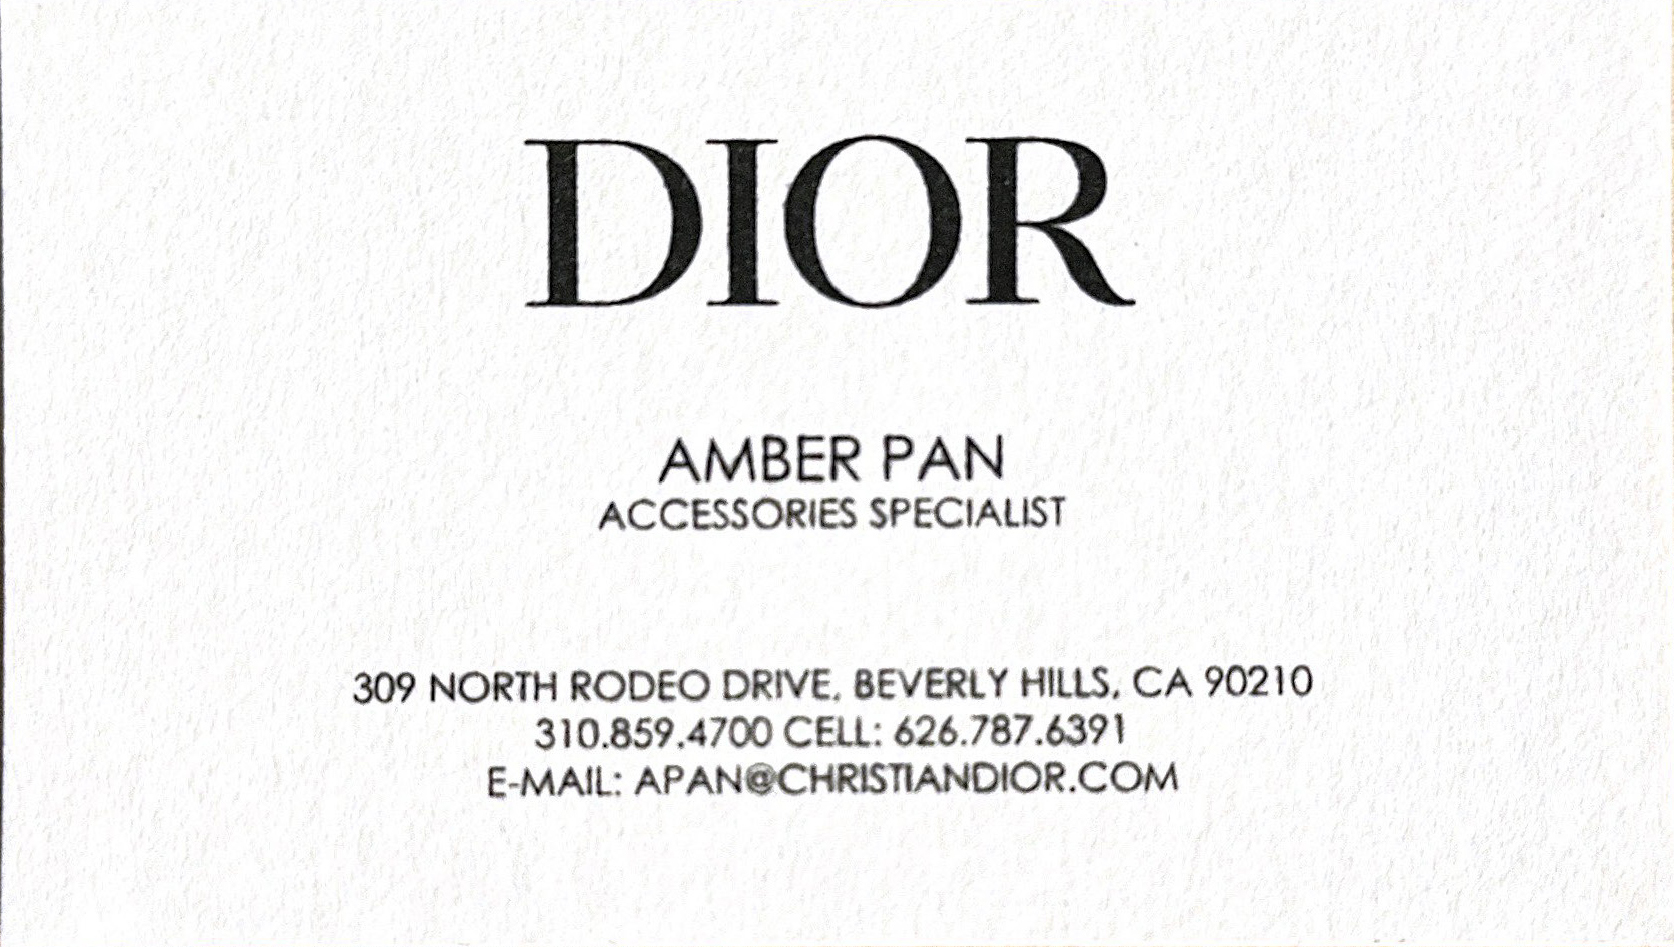 DIOR
AMBER PAN
ACCESSORIES SPECIALIST
309 NORTH RODEO DRIVE, BEVERLY HILLS, CA 90210
310.859.4700 CELL: 626.787.6391
E-MAIL: APAN@CHRISTIANDIOR.COM